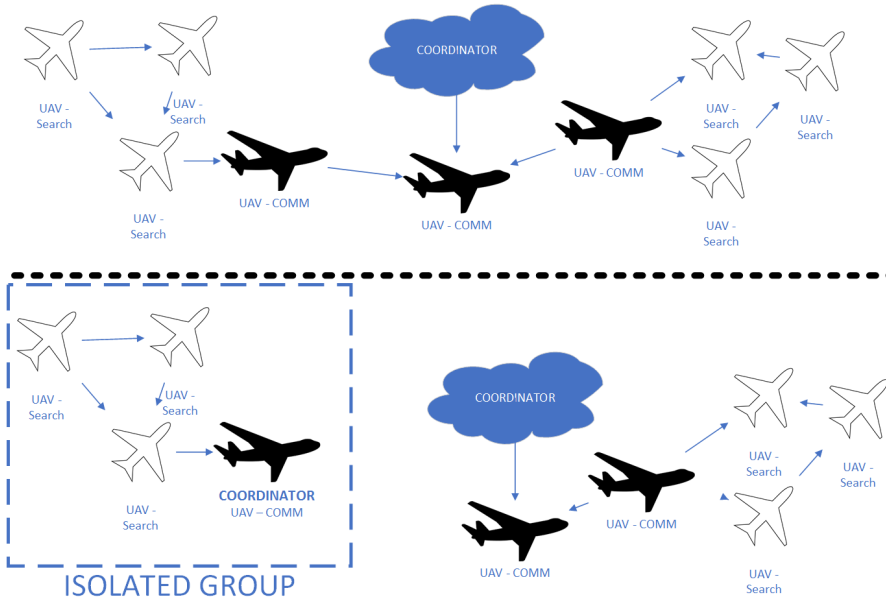 COORDINATOR
UAV -
Search
UAV -
Search
UAV -
Search
UAV - COMM
UAV - COMM
UAV - COMM
UAV -
Search
UAV -
Search
UAV -
Search
UAV -
Search
UAV -
Search
UAV -
Search
COORDINATOR
UAV – COMM
ISOLATED GROUP
COORDINATOR
UAV - COMM
UAV - COMM
UAV -
Search
UAV -
Search
UAV -
Search